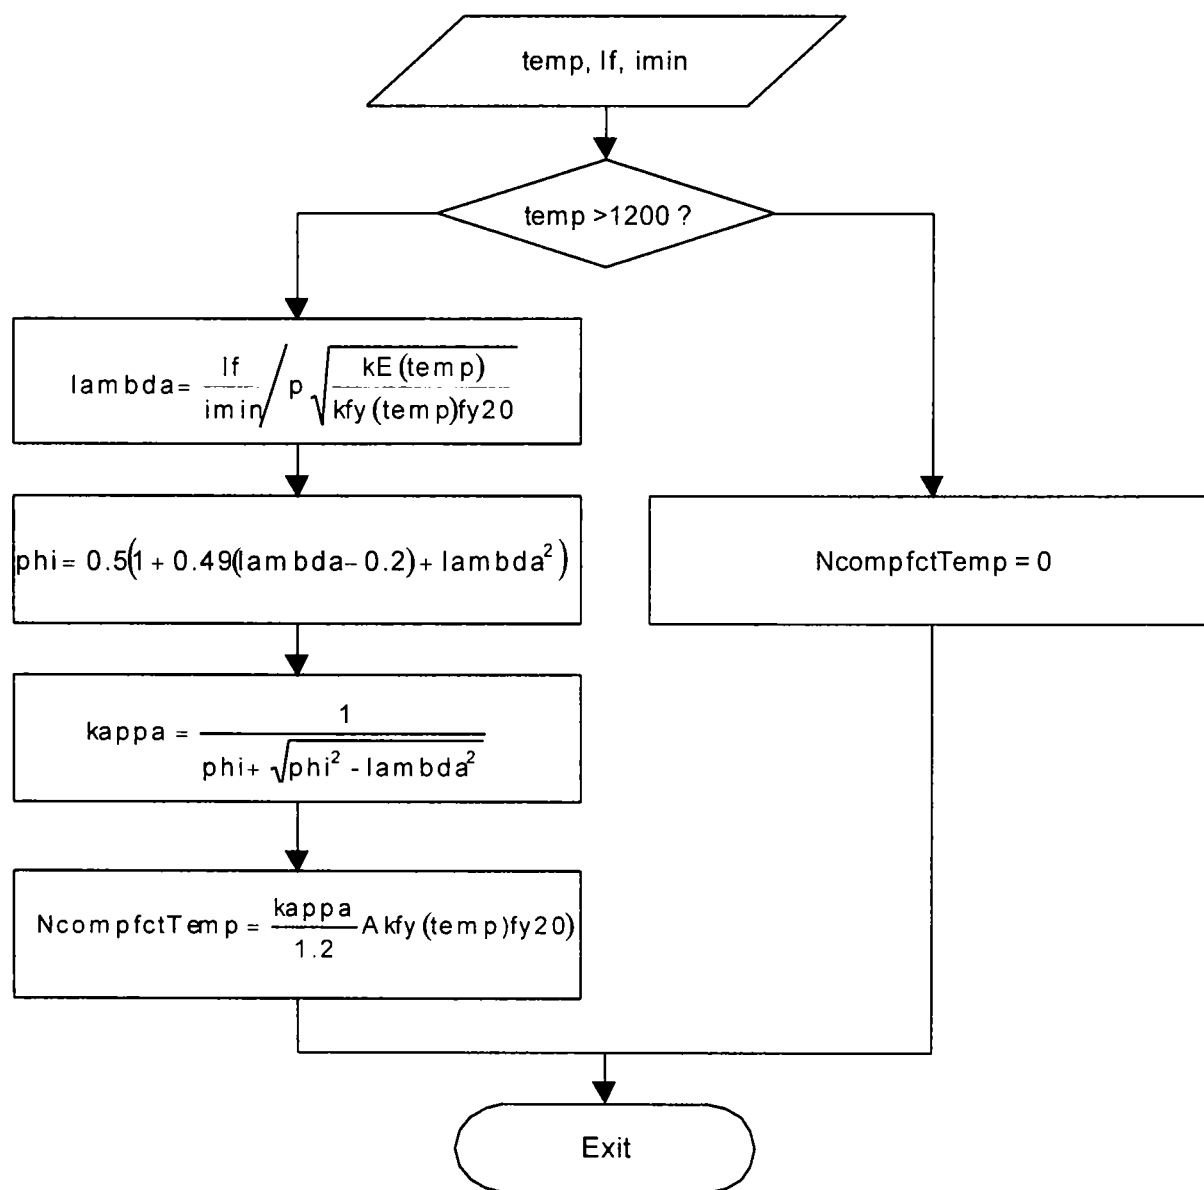 temp, lf, imin
temp >1200 ?
lambda= lf/imin / p √(kE(temp)/kfy(temp)fy20)
phi= 0.5(1 + 0.49(lambda-0.2)+ lambda²)
NcompfctTemp = 0
kappa = 1/(phi+ √(phi² - lambda²))
NcompfctTemp = kappa/1.2 Akfy(temp)fy20)
Exit